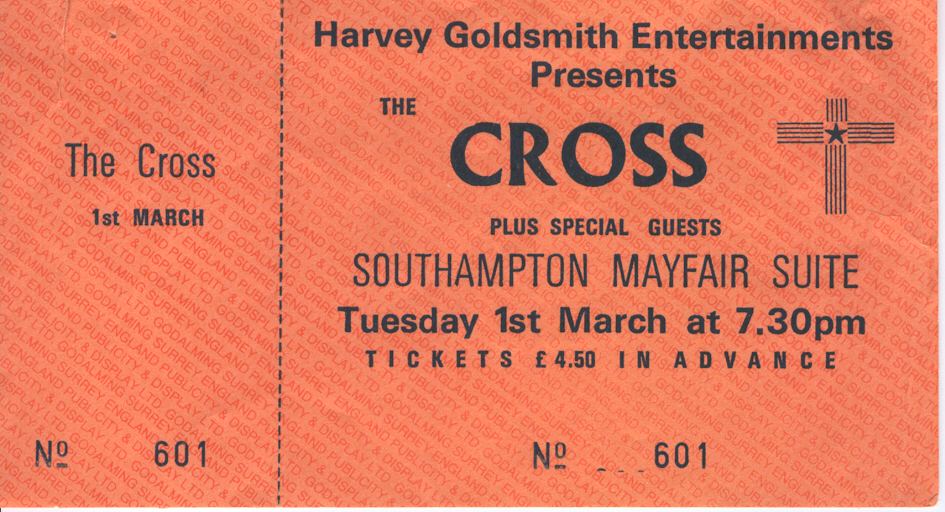 The Cross
1st MARCH
Nº 601
Harvey Goldsmith Entertainments
Presents
THE
CROSS
PLUS SPECIAL GUESTS
SOUTHAMPTON MAYFAIR SUITE
Tuesday 1st March at 7.30pm
TICKETS £4.50 IN ADVANCE
Nº 601